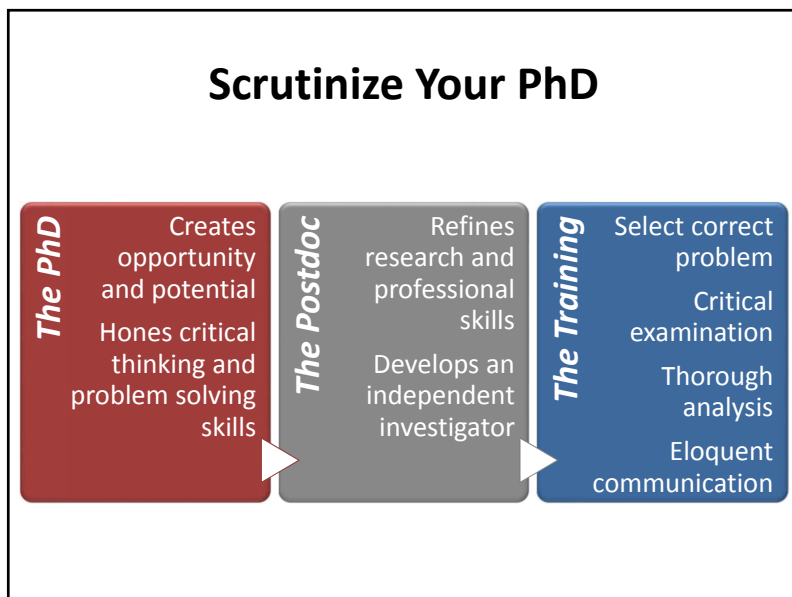 Scrutinize Your PhD
The PhD
Creates
opportunity
and potential
Hones critical
thinking and
problem solving
skills
The Postdoc
Refines
research and
professional
skills
Develops an
independent
investigator
The Training
Select correct
problem
Critical
examination
Thorough
analysis
Eloquent
communication